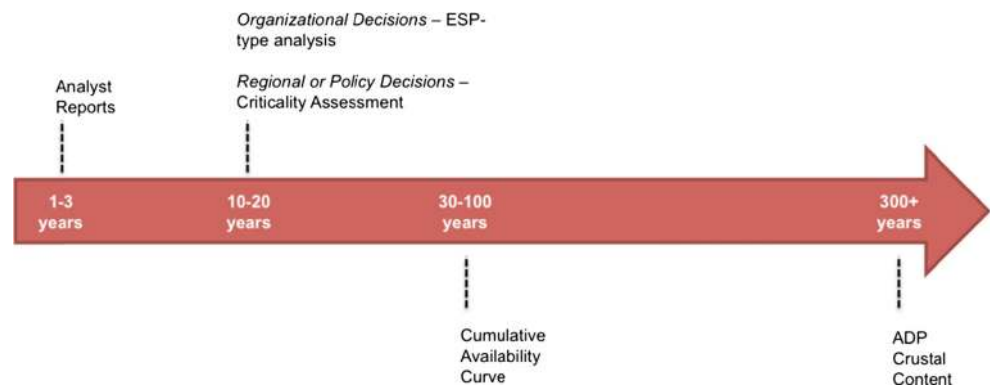 Organizational Decisions – ESP-
type analysis
Regional or Policy Decisions –
Criticality Assessment
Analyst
Reports
1-3
years
10-20
years
30-100
years
300+
years
Cumulative
Availability
Curve
ADP
Crustal
Content